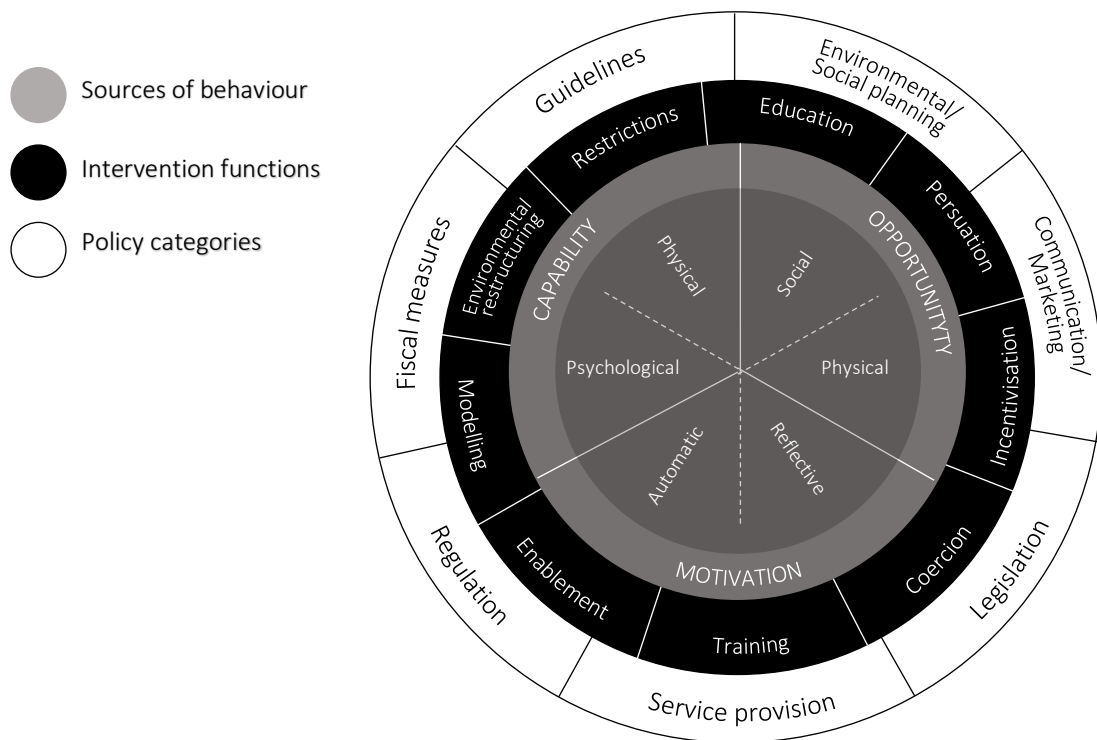 Sources of behaviour
Intervention functions
Policy categories
Guidelines
Environmental/
Social planning
Communication/
Marketing
Legislation
Service provision
Regulation
Fiscal measures
Restrictions
Education
Persuation
Incentivisation
Coercion
Training
Enablement
Modelling
Environmental
restructuring
CAPABILITY
OPPORTUNITYTY
MOTIVATION
Physical
Social
Psychological
Physical
Automatic
Reflective